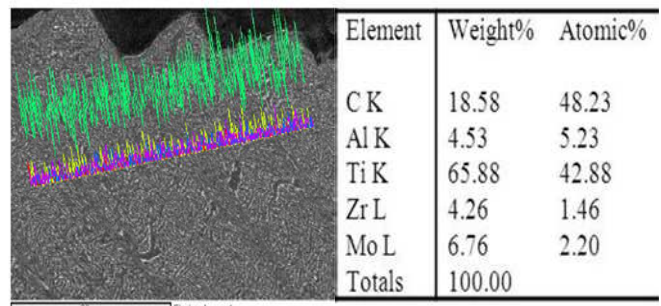 Element Weight% Atomic%
C K 18.58 48.23
Al K 4.53 5.23
Ti K 65.88 42.88
Zr L 4.26 1.46
Mo L 6.76 2.20
Totals 100.00